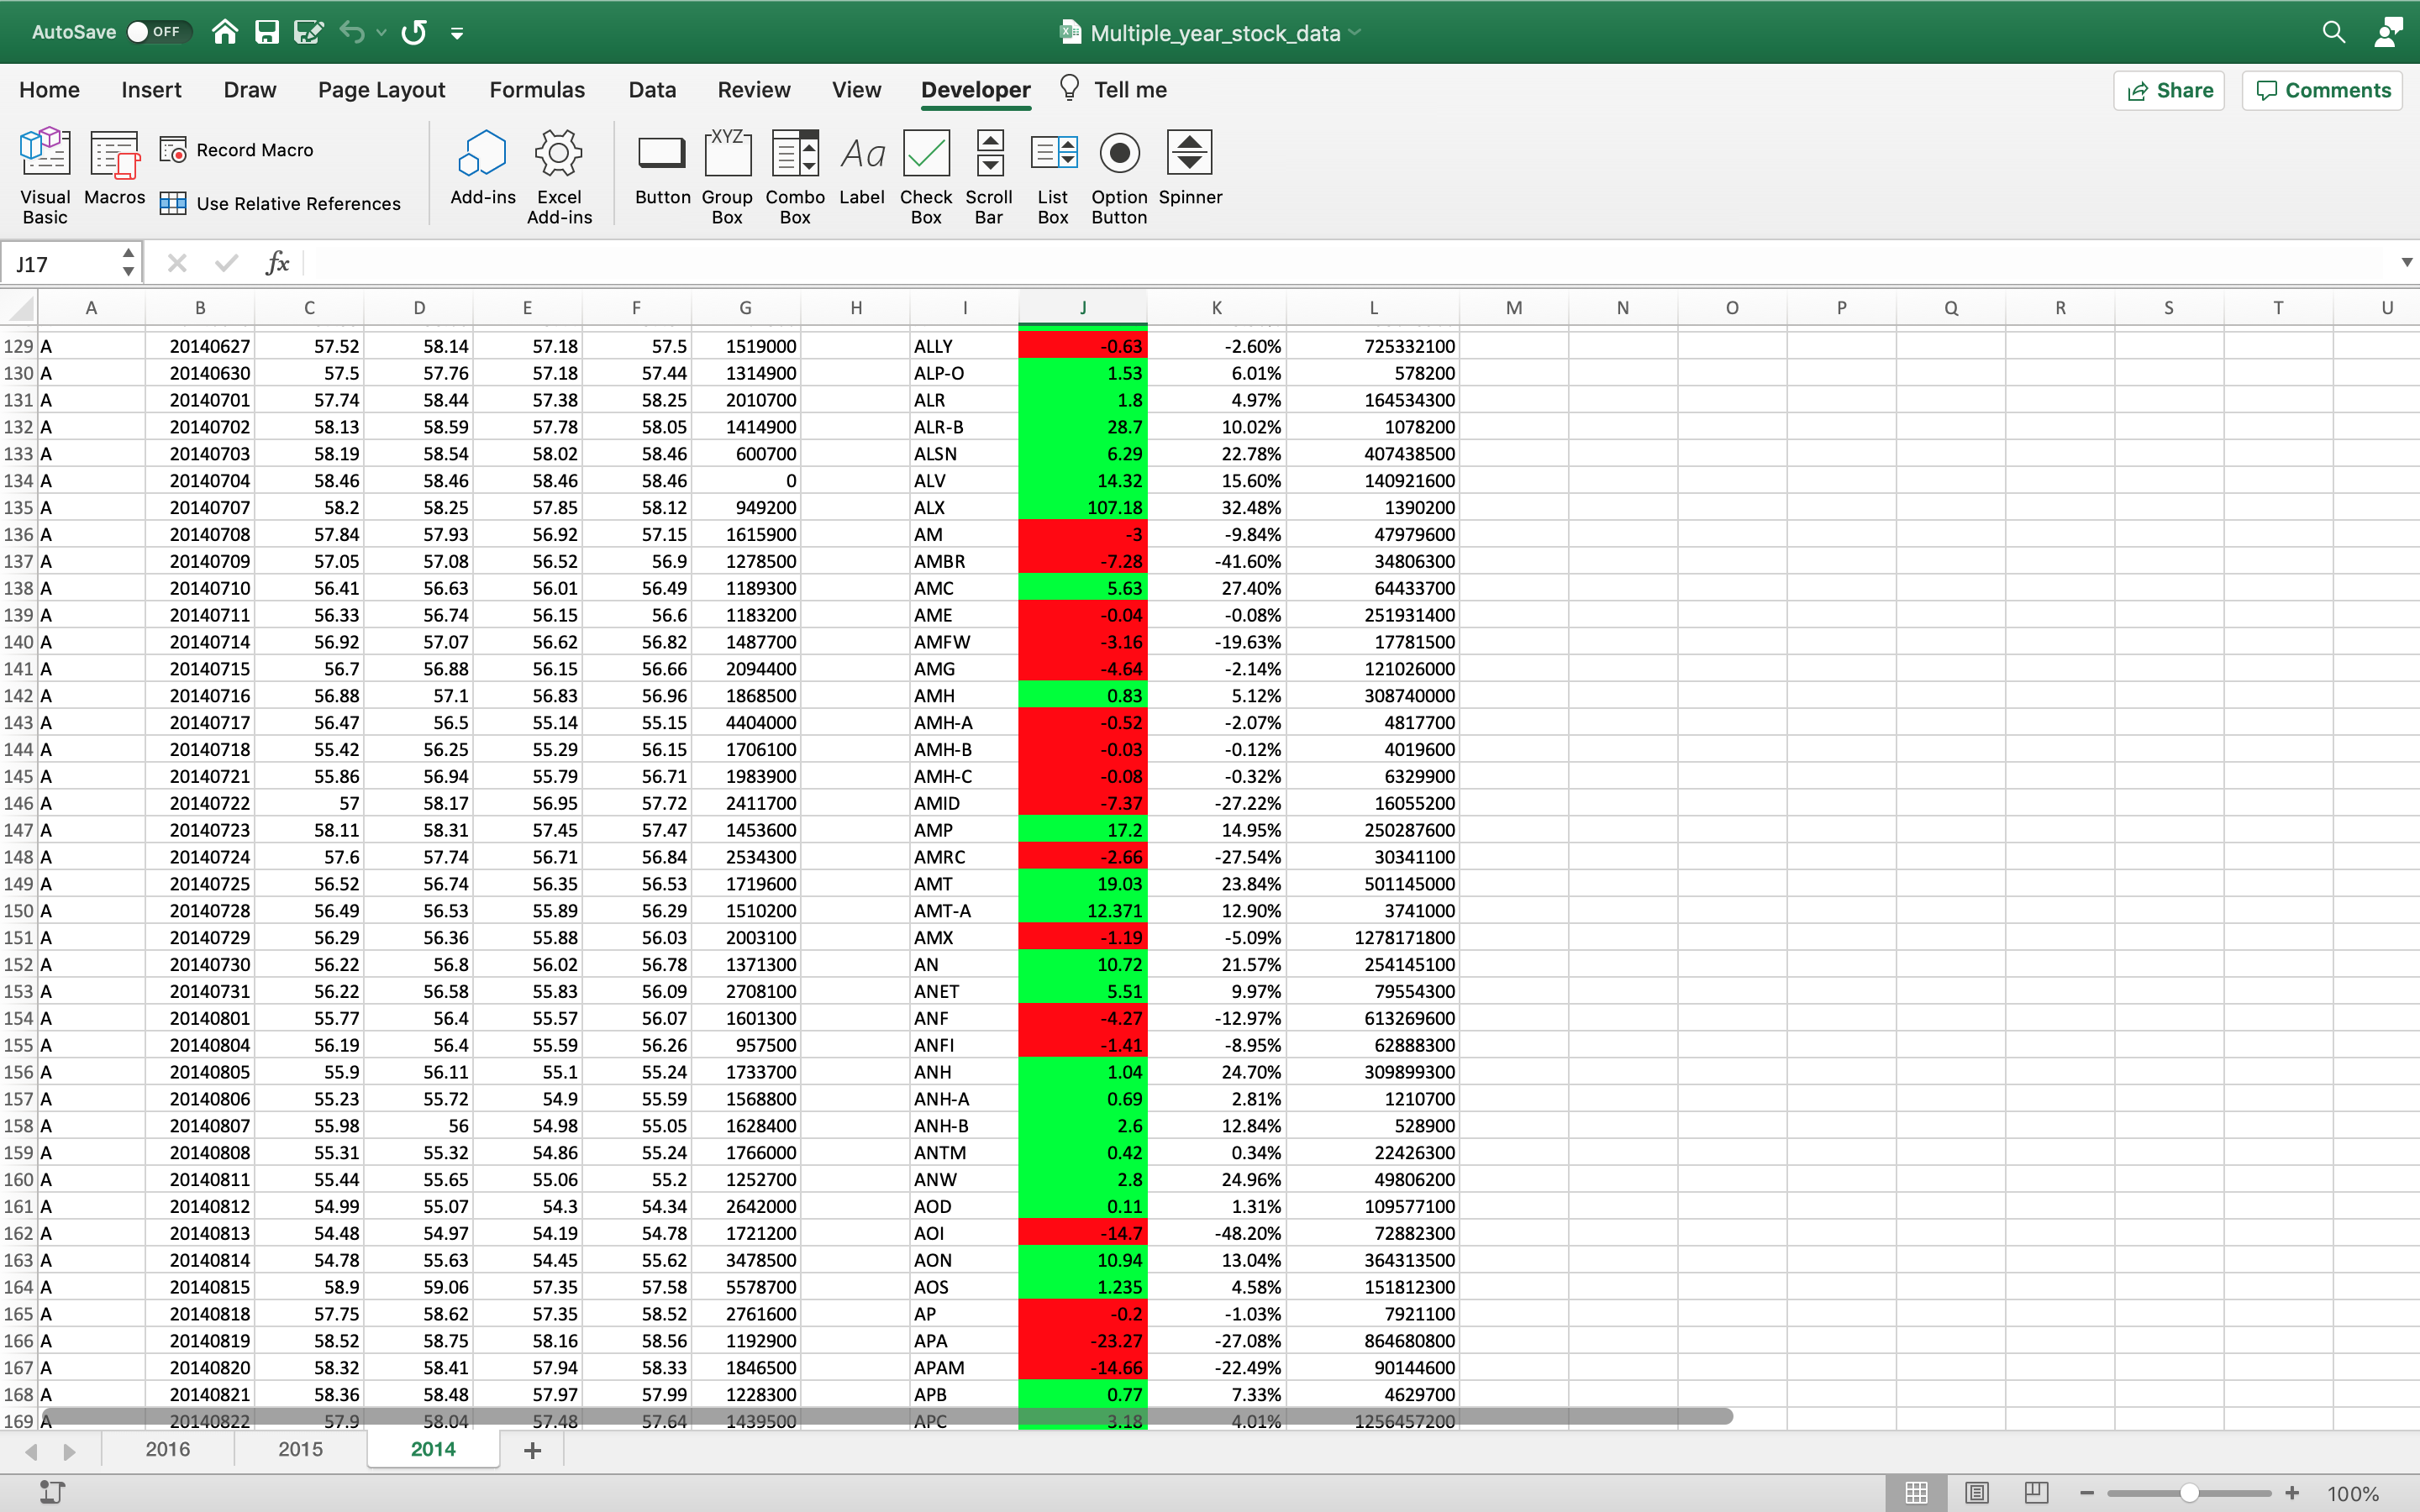 AutoSave OFF Multiple_year_stock_data
Home Insert Draw Page Layout Formulas Data Review View Developer Tell me Share Comments
Visual Basic Macros Record Macro Use Relative References Add-ins Excel Add-ins Button XYZ Group Box Combo Box Aa Label Check Box Scroll Bar List Box Option Button Spinner
J17 fx
A B C D E F G H I J K L M N O P Q R S T U
129 A 20140627 57.52 58.14 57.18 57.5 1519000 ALLY -0.63 -2.60% 725332100
130 A 20140630 57.5 57.76 57.18 57.44 1314900 ALP-O 1.53 6.01% 578200
131 A 20140701 57.74 58.44 57.38 58.25 2010700 ALR 1.8 4.97% 164534300
132 A 20140702 58.13 58.59 57.78 58.05 1414900 ALR-B 28.7 10.02% 1078200
133 A 20140703 58.19 58.54 58.02 58.46 600700 ALSN 6.29 22.78% 407438500
134 A 20140704 58.46 58.46 58.46 58.46 0 ALV 14.32 15.60% 140921600
135 A 20140707 58.2 58.25 57.85 58.12 949200 ALX 107.18 32.48% 1390200
136 A 20140708 57.84 57.93 56.92 57.15 1615900 AM -3 -9.84% 47979600
137 A 20140709 57.05 57.08 56.52 56.9 1278500 AMBR -7.28 -41.60% 34806300
138 A 20140710 56.41 56.63 56.01 56.49 1189300 AMC 5.63 27.40% 64433700
139 A 20140711 56.33 56.74 56.15 56.6 1183200 AME -0.04 -0.08% 251931400
140 A 20140714 56.92 57.07 56.62 56.82 1487700 AMFW -3.16 -19.63% 17781500
141 A 20140715 56.7 56.88 56.15 56.66 2094400 AMG -4.64 -2.14% 121026000
142 A 20140716 56.88 57.1 56.83 56.96 1868500 AMH 0.83 5.12% 308740000
143 A 20140717 56.47 56.5 55.14 55.15 4404000 AMH-A -0.52 -2.07% 4817700
144 A 20140718 55.42 56.25 55.29 56.15 1706100 AMH-B -0.03 -0.12% 4019600
145 A 20140721 55.86 56.94 55.79 56.71 1983900 AMH-C -0.08 -0.32% 6329900
146 A 20140722 57 58.17 56.95 57.72 2411700 AMID -7.37 -27.22% 16055200
147 A 20140723 58.11 58.31 57.45 57.47 1453600 AMP 17.2 14.95% 250287600
148 A 20140724 57.6 57.74 56.71 56.84 2534300 AMRC -2.66 -27.54% 30341100
149 A 20140725 56.52 56.74 56.35 56.53 1719600 AMT 19.03 23.84% 501145000
150 A 20140728 56.49 56.53 55.89 56.29 1510200 AMT-A 12.371 12.90% 3741000
151 A 20140729 56.29 56.36 55.88 56.03 2003100 AMX -1.19 -5.09% 1278171800
152 A 20140730 56.22 56.8 56.02 56.78 1371300 AN 10.72 21.57% 254145100
153 A 20140731 56.22 56.58 55.83 56.09 2708100 ANET 5.51 9.97% 79554300
154 A 20140801 55.77 56.4 55.57 56.07 1601300 ANF -4.27 -12.97% 613269600
155 A 20140804 56.19 56.4 55.59 56.26 957500 ANFI -1.41 -8.95% 62888300
156 A 20140805 55.9 56.11 55.1 55.24 1733700 ANH 1.04 24.70% 309899300
157 A 20140806 55.23 55.72 54.9 55.59 1568800 ANH-A 0.69 2.81% 1210700
158 A 20140807 55.98 56 54.98 55.05 1628400 ANH-B 2.6 12.84% 528900
159 A 20140808 55.31 55.32 54.86 55.24 1766000 ANTM 0.42 0.34% 22426300
160 A 20140811 55.44 55.65 55.06 55.2 1252700 ANW 2.8 24.96% 49806200
161 A 20140812 54.99 55.07 54.3 54.34 2642000 AOD 0.11 1.31% 109577100
162 A 20140813 54.48 54.97 54.19 54.78 1721200 AOI -14.7 -48.20% 72882300
163 A 20140814 54.78 55.63 54.45 55.62 3478500 AON 10.94 13.04% 364313500
164 A 20140815 58.9 59.06 57.35 57.58 5578700 AOS 1.235 4.58% 151812300
165 A 20140818 57.75 58.62 57.35 58.52 2761600 AP -0.2 -1.03% 7921100
166 A 20140819 58.52 58.75 58.16 58.56 1192900 APA -23.27 -27.08% 864680800
167 A 20140820 58.32 58.41 57.94 58.33 1846500 APAM -14.66 -22.49% 90144600
168 A 20140821 58.36 58.48 57.97 57.99 1228300 APB 0.77 7.33% 4629700
169 A 20140822 57.9 58.04 57.48 57.64 1439500 APC 3.18 4.01% 1256457200
2016 2015 2014 +
100%